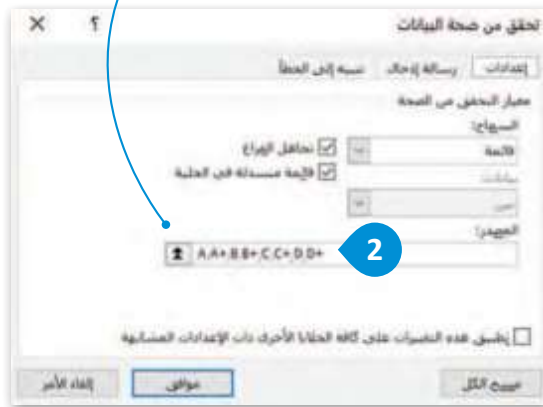 تحقق من صحة البيانات ؟ ×
إعدادات رسالة إدخال تنبيه إلى الخطأ
معيار التحقق من الصحة
السماح:
قائمة ☑ تجاهل الفراغ
☑ قائمة منسدلة في الخلية
بيانات:
بين
المصدر:
A,A+,B,B+,C,C+,D,D+ 2
تطبيق هذه التغييرات على كافة الخلايا الأخرى ذات الإعدادات المتشابهة
مسح الكل موافق إلغاء الأمر